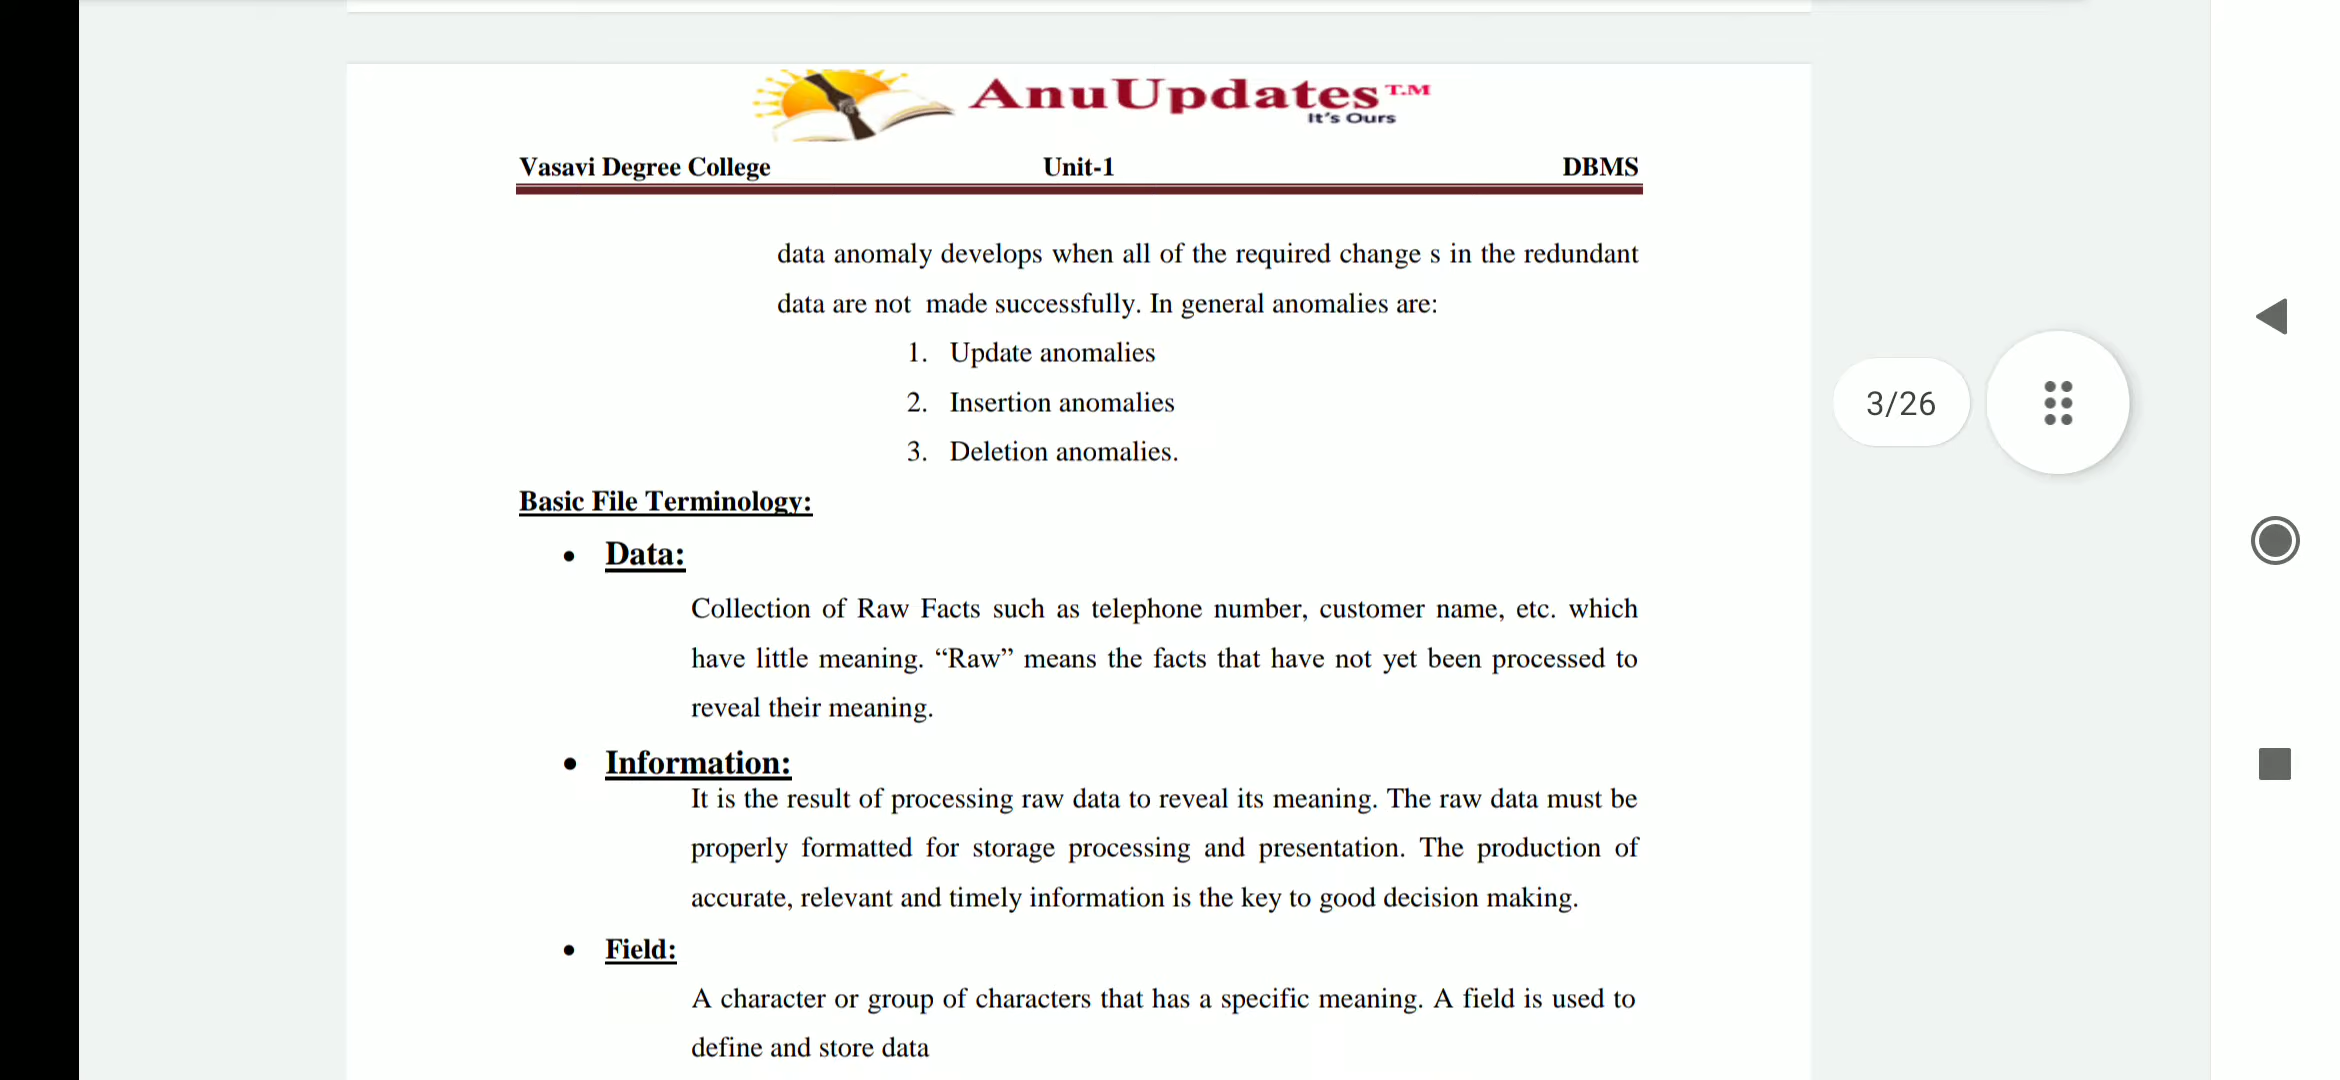 AnuUpdates T.M
It's Ours
Vasavi Degree College Unit-1 DBMS
data anomaly develops when all of the required change s in the redundant
data are not made successfully. In general anomalies are:
1. Update anomalies
2. Insertion anomalies
3. Deletion anomalies.
Basic File Terminology:
• Data:
Collection of Raw Facts such as telephone number, customer name, etc. which
have little meaning. “Raw” means the facts that have not yet been processed to
reveal their meaning.
• Information:
It is the result of processing raw data to reveal its meaning. The raw data must be
properly formatted for storage processing and presentation. The production of
accurate, relevant and timely information is the key to good decision making.
• Field:
A character or group of characters that has a specific meaning. A field is used to
define and store data
3/26